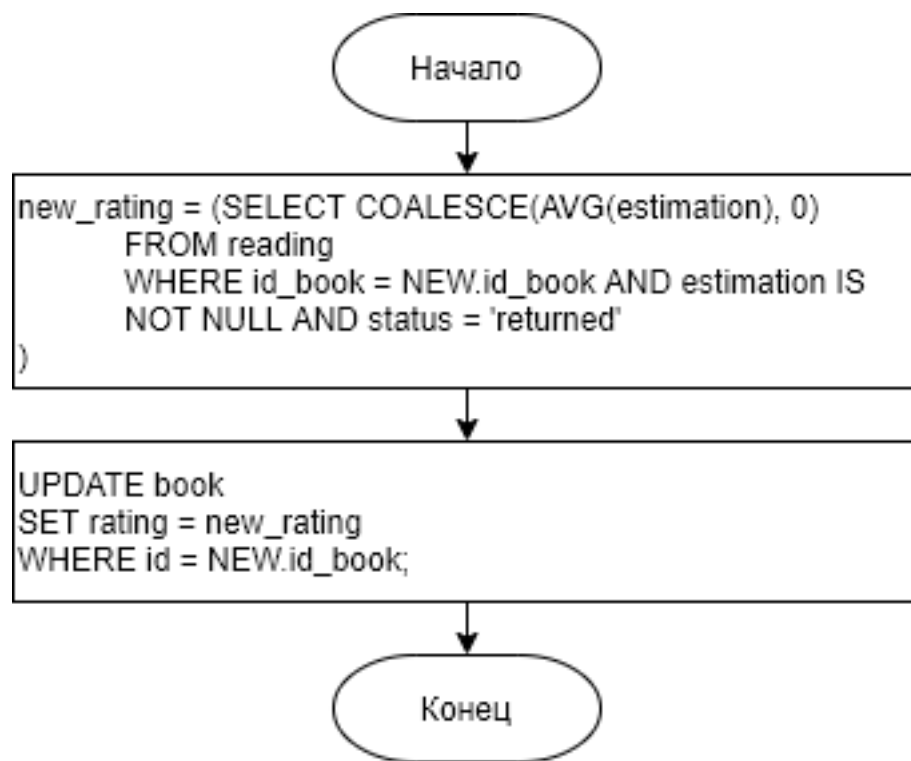 Начало
new_rating = (SELECT COALESCE(AVG(estimation), 0)
FROM reading
WHERE id_book = NEW.id_book AND estimation IS
NOT NULL AND status = 'returned'
)
UPDATE book
SET rating = new_rating
WHERE id = NEW.id_book;
Конец